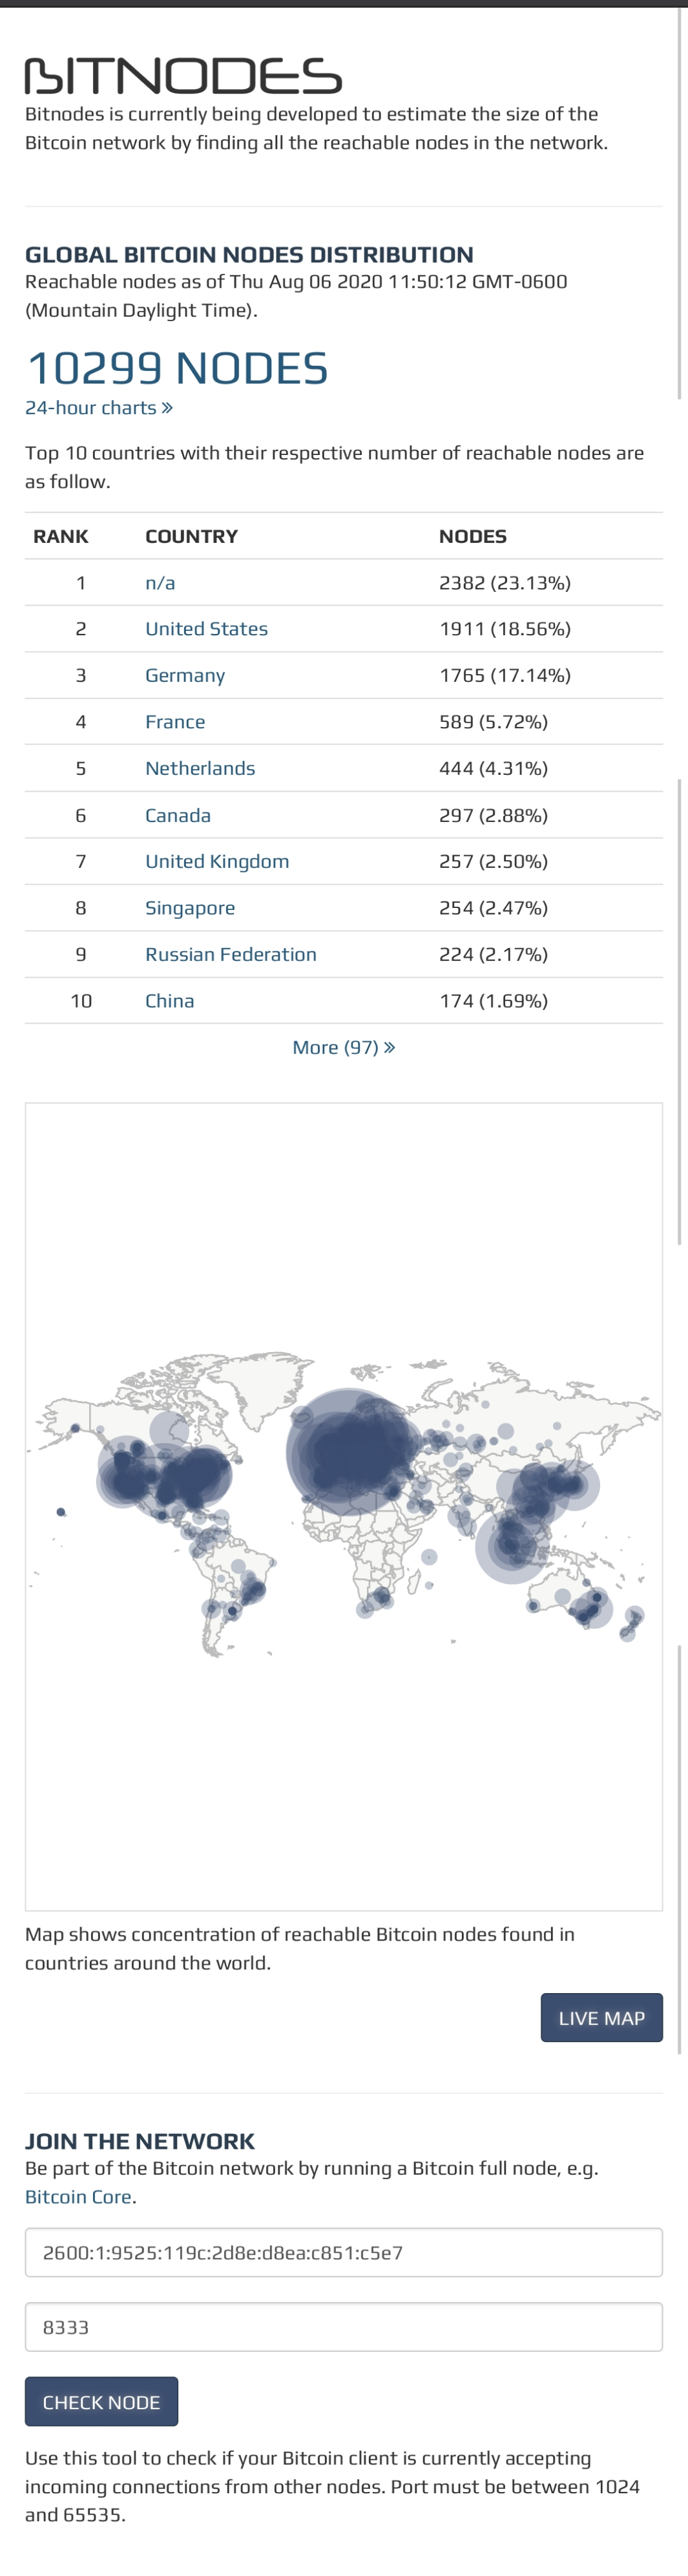 BITNODES
Bitnodes is currently being developed to estimate the size of the
Bitcoin network by finding all the reachable nodes in the network.
GLOBAL BITCOIN NODES DISTRIBUTION
Reachable nodes as of Thu Aug 06 2020 11:50:12 GMT-0600
(Mountain Daylight Time).
10299 NODES
24-hour charts »
Top 10 countries with their respective number of reachable nodes are
as follow.
RANK COUNTRY NODES
1 n/a 2382 (23.13%)
2 United States 1911 (18.56%)
3 Germany 1765 (17.14%)
4 France 589 (5.72%)
5 Netherlands 444 (4.31%)
6 Canada 297 (2.88%)
7 United Kingdom 257 (2.50%)
8 Singapore 254 (2.47%)
9 Russian Federation 224 (2.17%)
10 China 174 (1.69%)
More (97) »
Map shows concentration of reachable Bitcoin nodes found in
countries around the world.
LIVE MAP
JOIN THE NETWORK
Be part of the Bitcoin network by running a Bitcoin full node, e.g.
Bitcoin Core.
2600:1:9525:119c:2d8e:d8ea:c851:c5e7
8333
CHECK NODE
Use this tool to check if your Bitcoin client is currently accepting
incoming connections from other nodes. Port must be between 1024
and 65535.